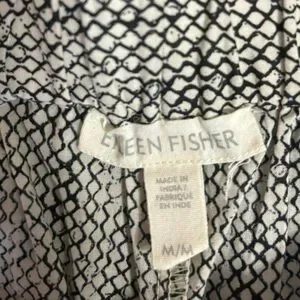 EILEEN FISHER
MADE IN
INDIA /
FABRIQUÉ
EN INDE
M/M